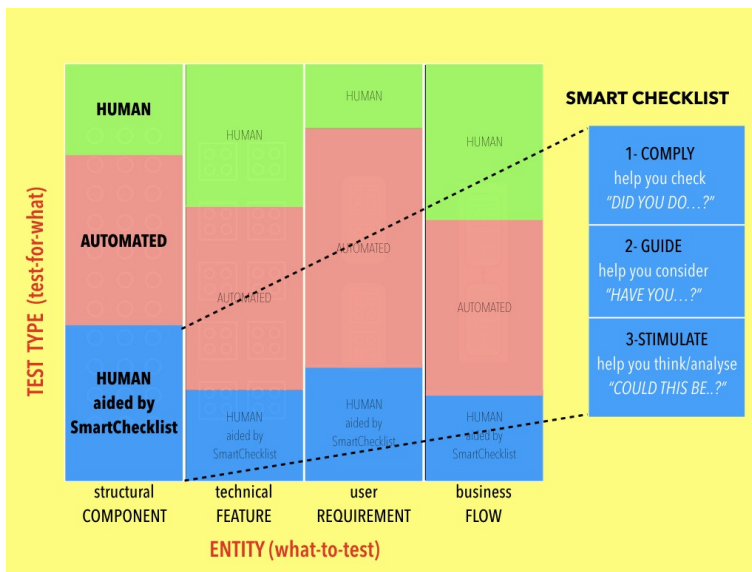 SMART CHECKLIST
TEST TYPE (test-for-what)
HUMAN
AUTOMATED
HUMAN
aided by
SmartChecklist
HUMAN
AUTOMATED
HUMAN
aided by
SmartChecklist
HUMAN
AUTOMATED
HUMAN
aided by
SmartChecklist
HUMAN
AUTOMATED
HUMAN
aided by
SmartChecklist
1- COMPLY
help you check
"DID YOU DO...?"
2- GUIDE
help you consider
"HAVE YOU...?"
3-STIMULATE
help you think/analyse
"COULD THIS BE..?"
structural
COMPONENT
technical
FEATURE
user
REQUIREMENT
business
FLOW
ENTITY (what-to-test)